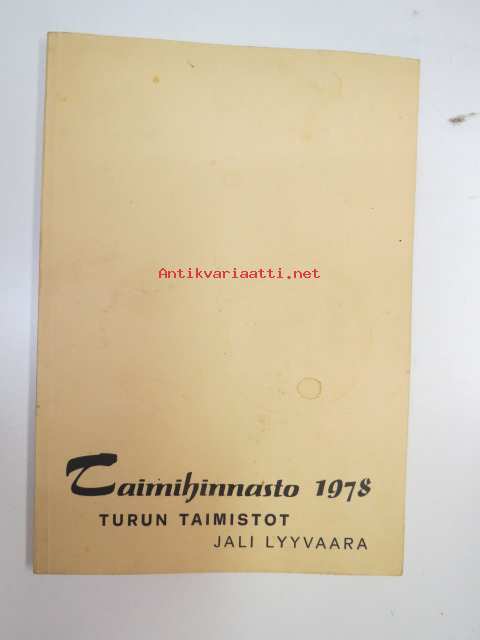 Antikvariaatti.net
Taimihinnasto 1978
TURUN TAIMISTOT
JALI LYYVAARA